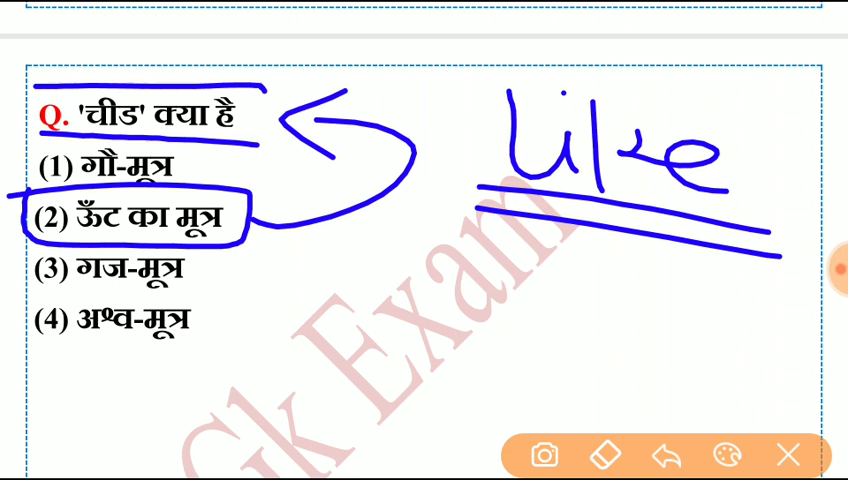 Q. 'चीड' क्या है
(1) गौ-मूत्र
(2) ऊँट का मूत्र
(3) गज-मूत्र
(4) अश्व-मूत्र
Like
Gk Exam